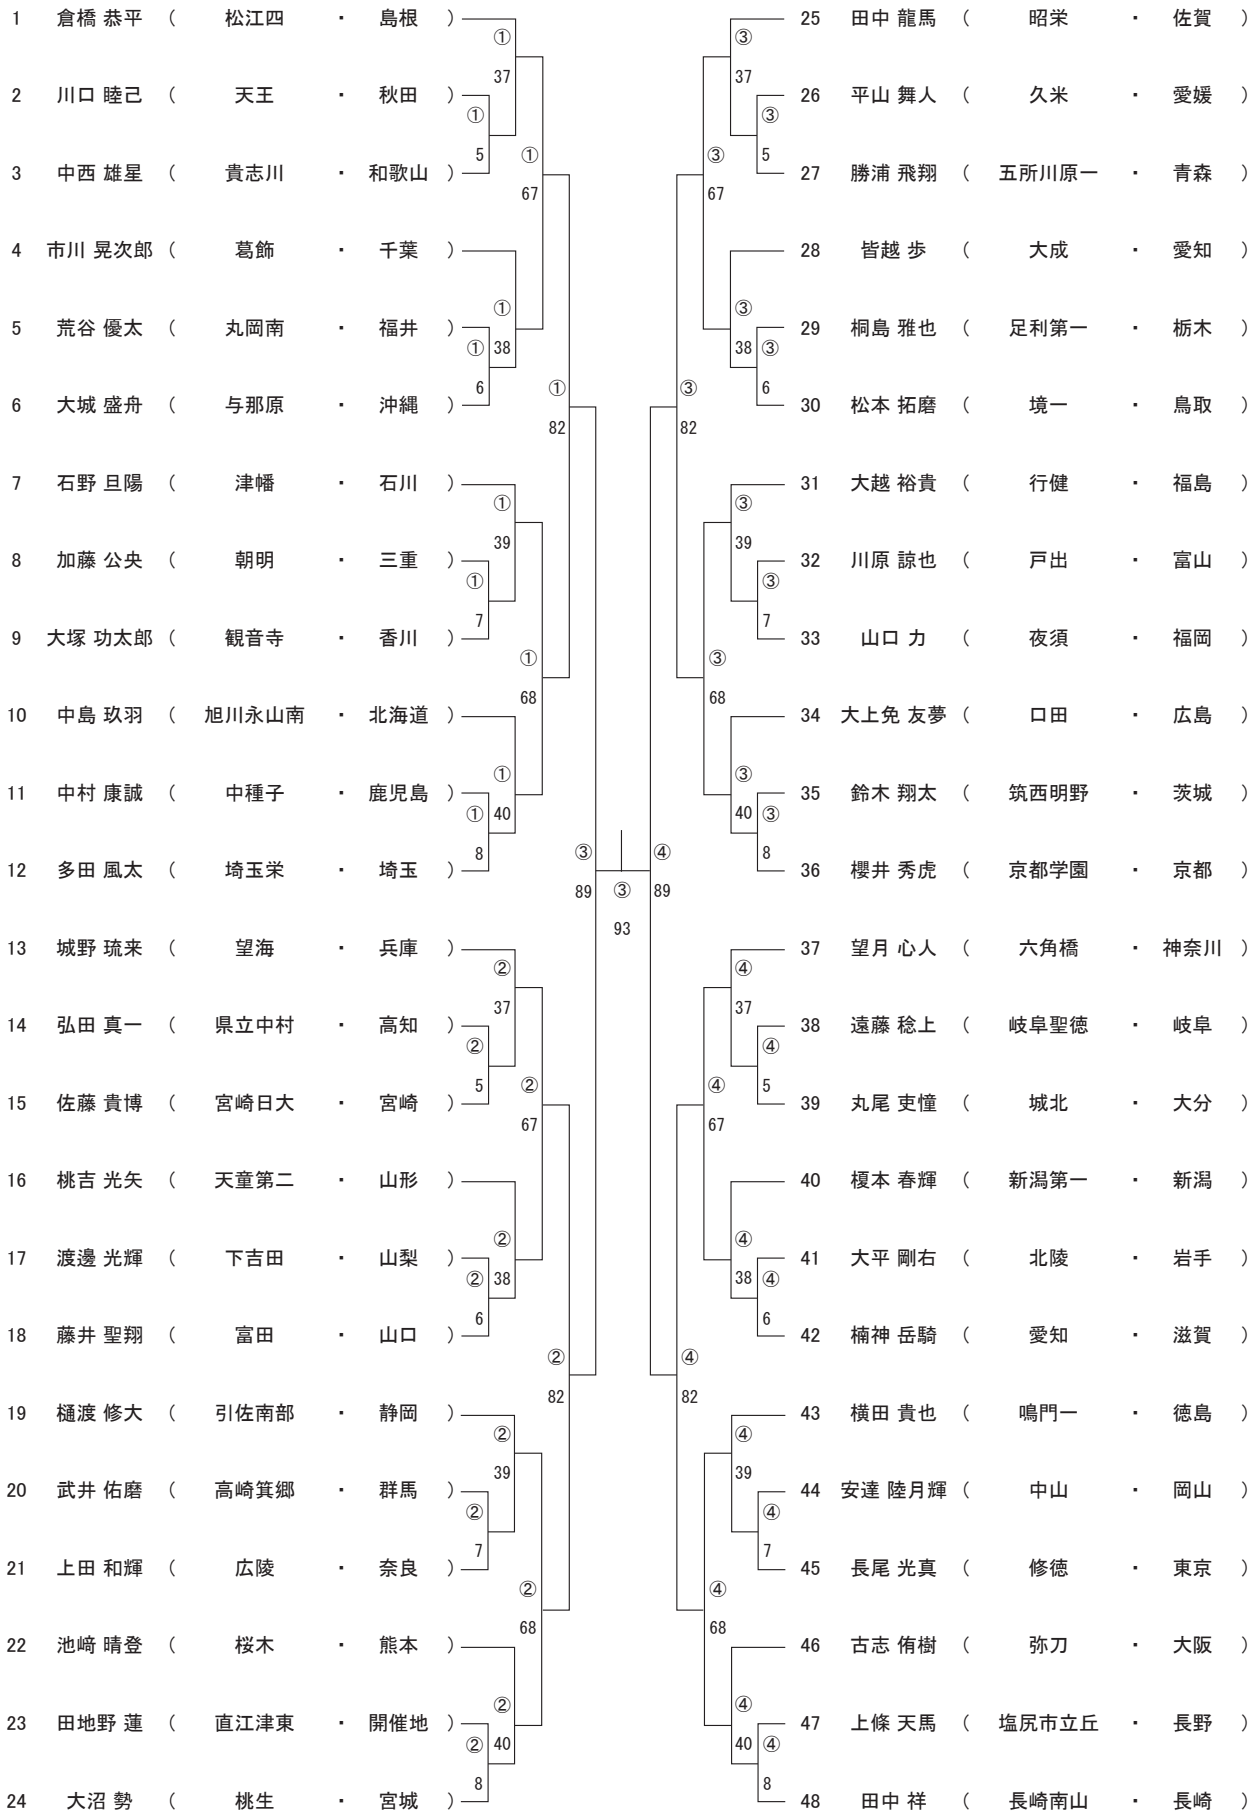 1 倉橋 恭平 ( 松江四 ・ 島根 )
2 川口 睦己 ( 天王 ・ 秋田 )
3 中西 雄星 ( 貴志川 ・ 和歌山 )
4 市川 晃次郎 ( 葛飾 ・ 千葉 )
5 荒谷 優太 ( 丸岡南 ・ 福井 )
6 大城 盛舟 ( 与那原 ・ 沖縄 )
7 石野 旦陽 ( 津幡 ・ 石川 )
8 加藤 公央 ( 朝明 ・ 三重 )
9 大塚 功太郎 ( 観音寺 ・ 香川 )
10 中島 玖羽 ( 旭川永山南 ・ 北海道 )
11 中村 康誠 ( 中種子 ・ 鹿児島 )
12 多田 風太 ( 埼玉栄 ・ 埼玉 )
13 城野 琉来 ( 望海 ・ 兵庫 )
14 弘田 真一 ( 県立中村 ・ 高知 )
15 佐藤 貴博 ( 宮崎日大 ・ 宮崎 )
16 桃吉 光矢 ( 天童第二 ・ 山形 )
17 渡邊 光輝 ( 下吉田 ・ 山梨 )
18 藤井 聖翔 ( 富田 ・ 山口 )
19 樋渡 修大 ( 引佐南部 ・ 静岡 )
20 武井 佑磨 ( 高崎箕郷 ・ 群馬 )
21 上田 和輝 ( 広陵 ・ 奈良 )
22 池﨑 晴登 ( 桜木 ・ 熊本 )
23 田地野 蓮 ( 直江津東 ・ 開催地 )
24 大沼 勢 ( 桃生 ・ 宮城 )
① 37
① 5
① 67
① 38
① 6
① 82
① 39
① 7
① 68
① 40
① 8
③ 89
② 37
② 5
② 67
② 38
② 6
② 82
② 39
② 7
② 68
② 40
② 8
③ 93
25 田中 龍馬 ( 昭栄 ・ 佐賀 )
26 平山 舞人 ( 久米 ・ 愛媛 )
27 勝浦 飛翔 ( 五所川原一 ・ 青森 )
28 皆越 歩 ( 大成 ・ 愛知 )
29 桐島 雅也 ( 足利第一 ・ 栃木 )
30 松本 拓磨 ( 境一 ・ 鳥取 )
31 大越 裕貴 ( 行健 ・ 福島 )
32 川原 諒也 ( 戸出 ・ 富山 )
33 山口 力 ( 夜須 ・ 福岡 )
34 大上免 友夢 ( 口田 ・ 広島 )
35 鈴木 翔太 ( 筑西明野 ・ 茨城 )
36 櫻井 秀虎 ( 京都学園 ・ 京都 )
37 望月 心人 ( 六角橋 ・ 神奈川 )
38 遠藤 稔上 ( 岐阜聖徳 ・ 岐阜 )
39 丸尾 吏憧 ( 城北 ・ 大分 )
40 榎本 春輝 ( 新潟第一 ・ 新潟 )
41 大平 剛右 ( 北陵 ・ 岩手 )
42 楠神 岳騎 ( 愛知 ・ 滋賀 )
43 横田 貴也 ( 鳴門一 ・ 徳島 )
44 安達 陸月輝 ( 中山 ・ 岡山 )
45 長尾 光真 ( 修徳 ・ 東京 )
46 古志 侑樹 ( 弥刀 ・ 大阪 )
47 上條 天馬 ( 塩尻市立丘 ・ 長野 )
48 田中 祥 ( 長崎南山 ・ 長崎 )
③ 37
③ 5
③ 67
③ 38
③ 6
③ 82
③ 39
③ 7
③ 68
③ 40
③ 8
④ 89
④ 37
④ 5
④ 67
④ 38
④ 6
④ 82
④ 39
④ 7
④ 68
④ 40
④ 8